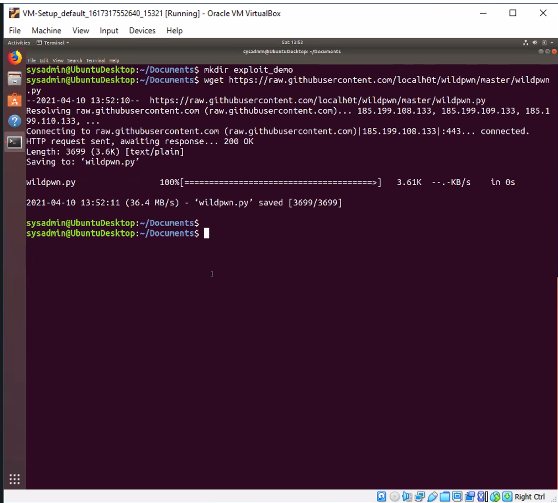 VM-Setup_default_1617317552640_15321 [Running] - Oracle VM VirtualBox
File Machine View Input Devices Help
Activities Terminal Sat 13:52
sysadmin@UbuntuDesktop: ~/Documents
File Edit View Search Terminal Help
sysadmin@UbuntuDesktop:~/Documents$ mkdir exploit_demo
sysadmin@UbuntuDesktop:~/Documents$ wget https://raw.githubusercontent.com/localh0t/wildpwn/master/wildpwn
.py
--2021-04-10 13:52:10-- https://raw.githubusercontent.com/localh0t/wildpwn/master/wildpwn.py
Resolving raw.githubusercontent.com (raw.githubusercontent.com)... 185.199.108.133, 185.199.109.133, 185.1
99.110.133, ...
Connecting to raw.githubusercontent.com (raw.githubusercontent.com)|185.199.108.133|:443... connected.
HTTP request sent, awaiting response... 200 OK
Length: 3699 (3.6K) [text/plain]
Saving to: ‘wildpwn.py’
wildpwn.py 100%[=======================================>] 3.61K --.-KB/s in 0s
2021-04-10 13:52:11 (36.4 MB/s) - ‘wildpwn.py’ saved [3699/3699]
sysadmin@UbuntuDesktop:~/Documents$
sysadmin@UbuntuDesktop:~/Documents$
Right Ctrl